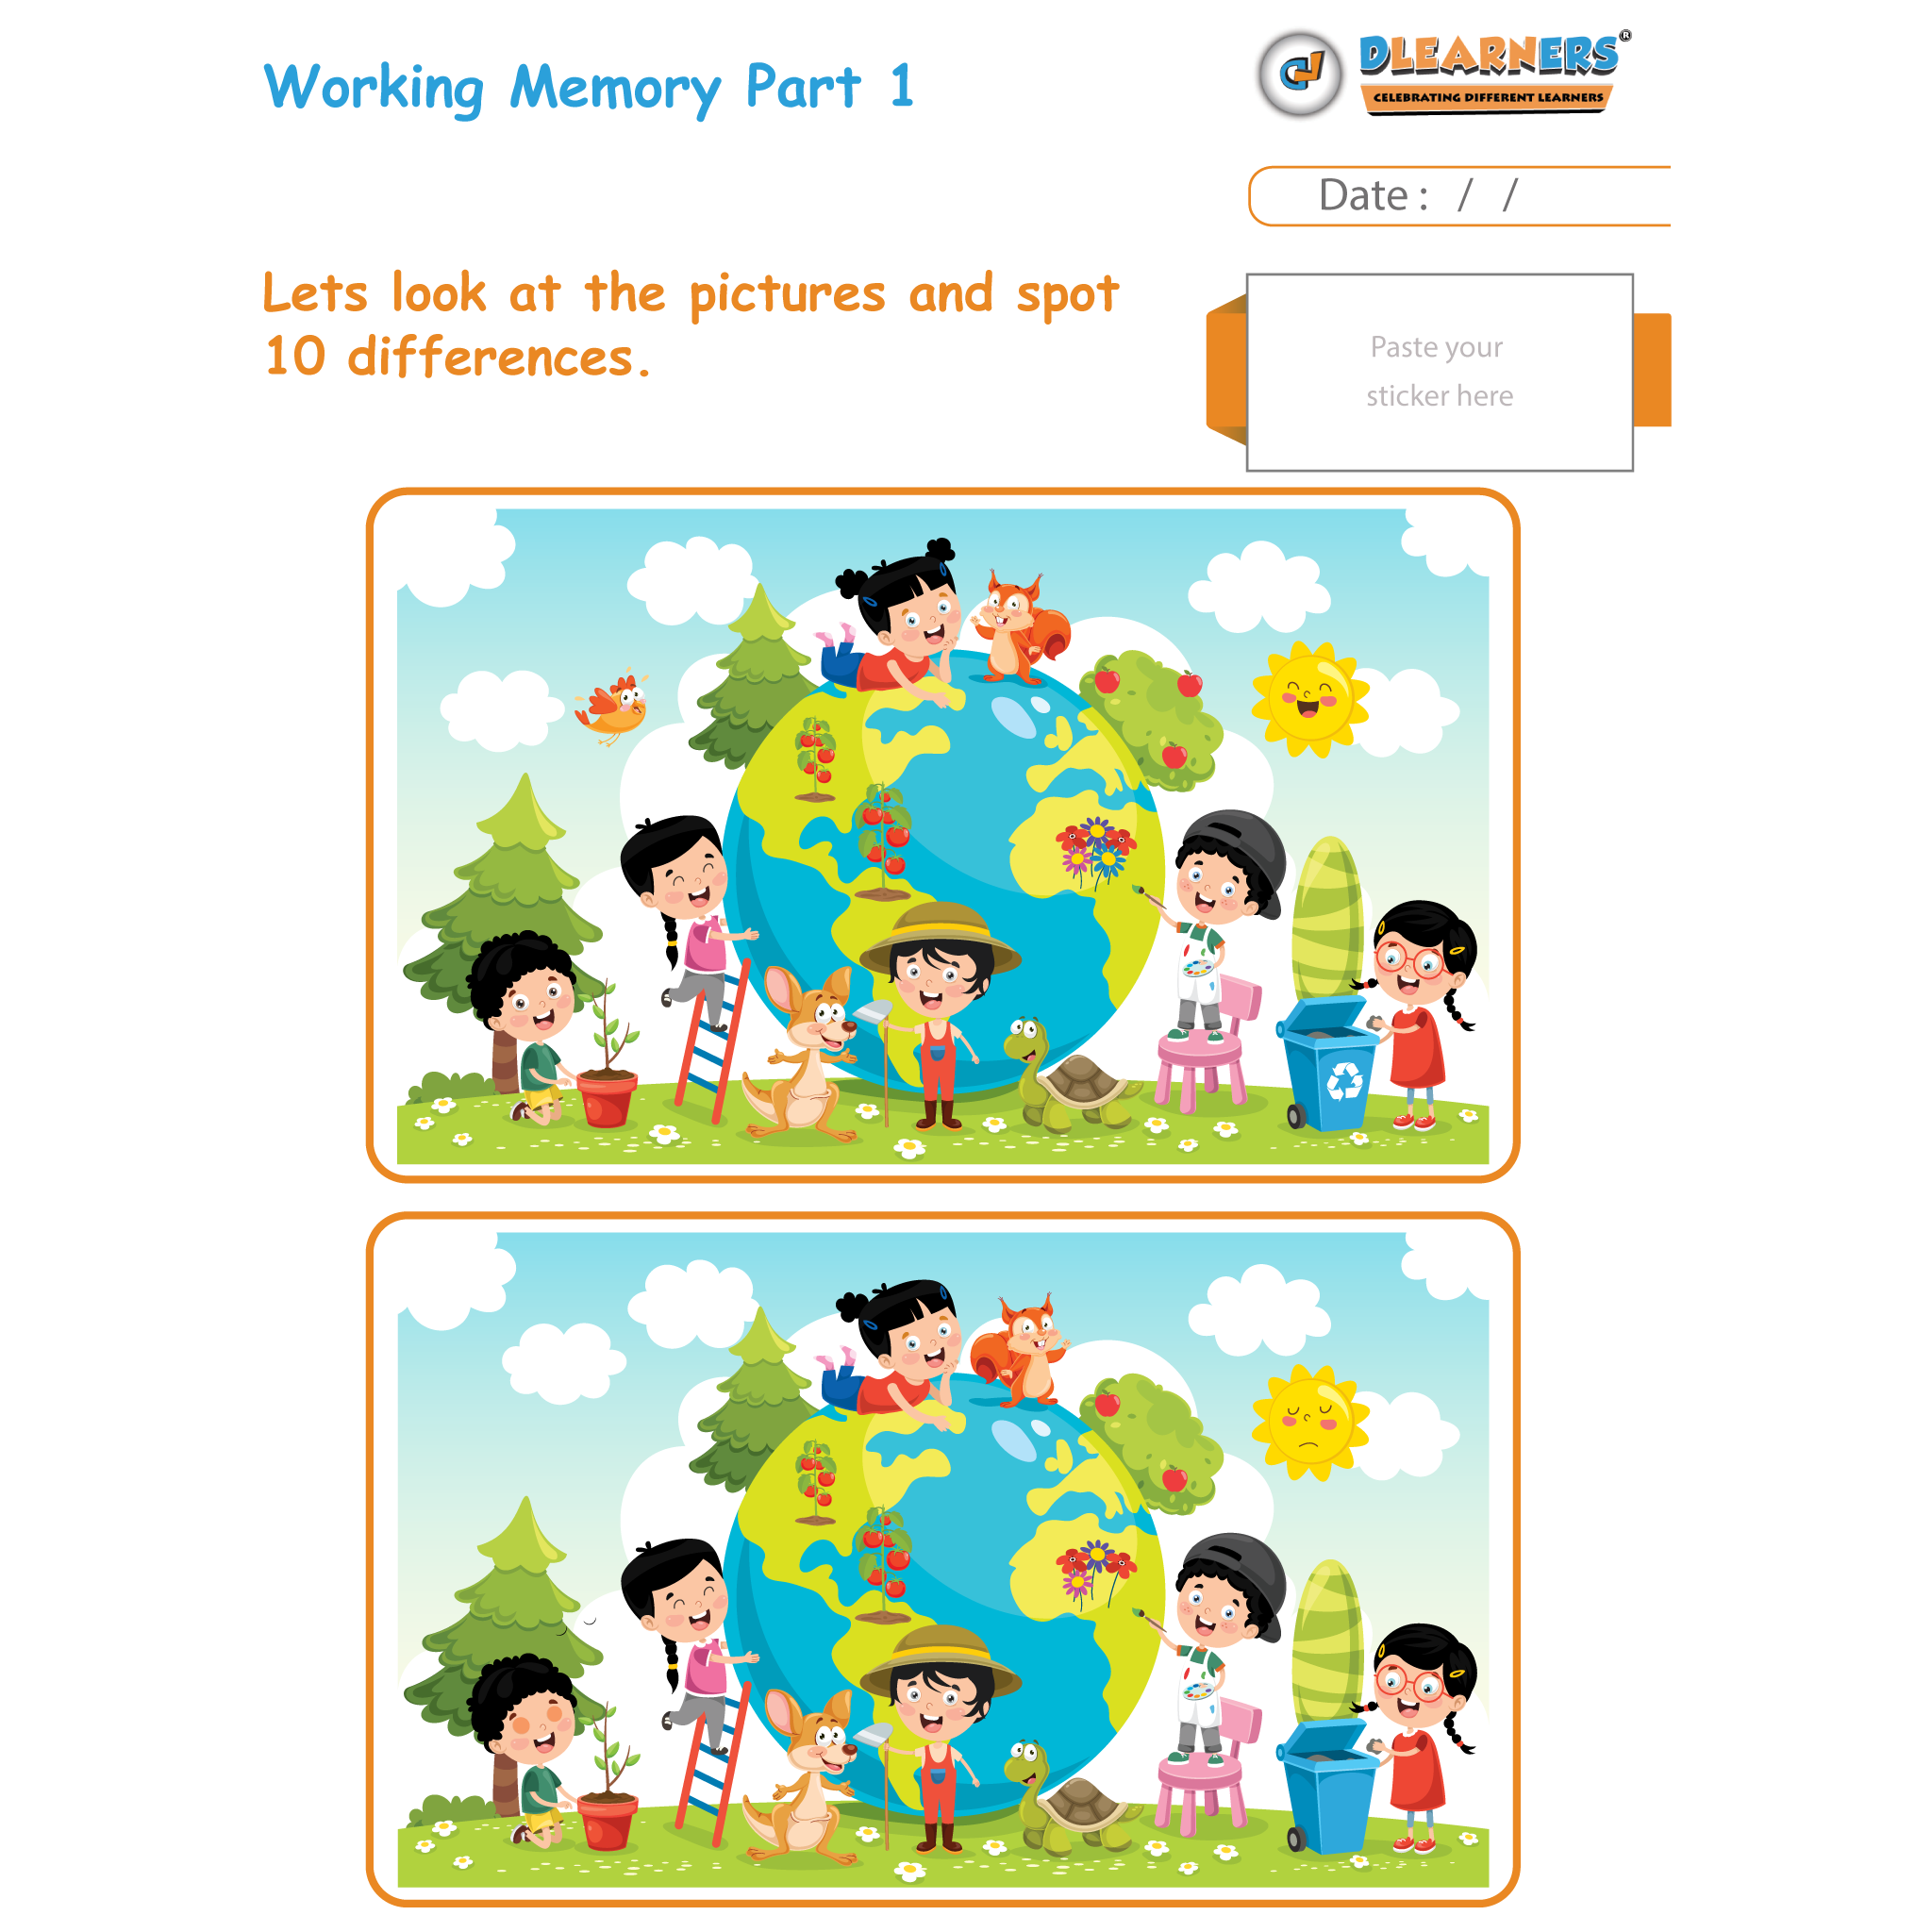 Working Memory Part 1
DLEARNERS®
CELEBRATING DIFFERENT LEARNERS
Date : / /
Lets look at the pictures and spot
10 differences.
Paste your
sticker here